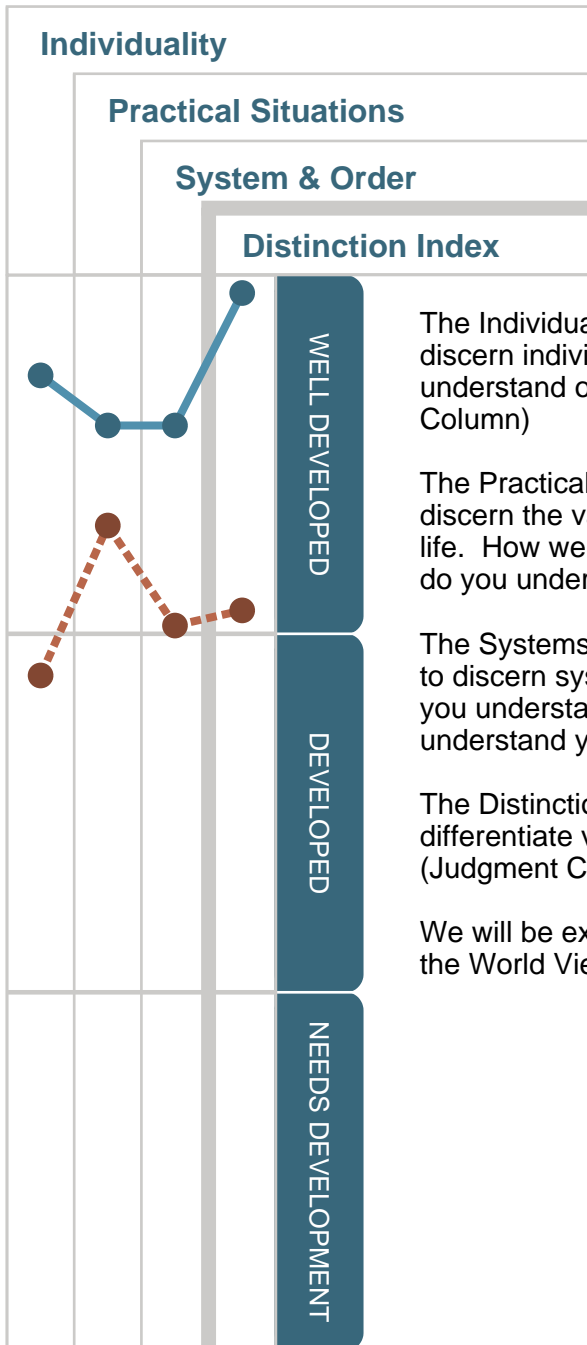 Individuality
Practical Situations
System & Order
Distinction Index
WELL DEVELOPED
DEVELOPED
NEEDS DEVELOPMENT
The Individua
discern indivi
understand o
Column)
The Practical
discern the v
life. How we
do you under
The Systems
to discern sys
you understa
understand y
The Distinctio
differentiate v
(Judgment C
We will be ex
the World Vie